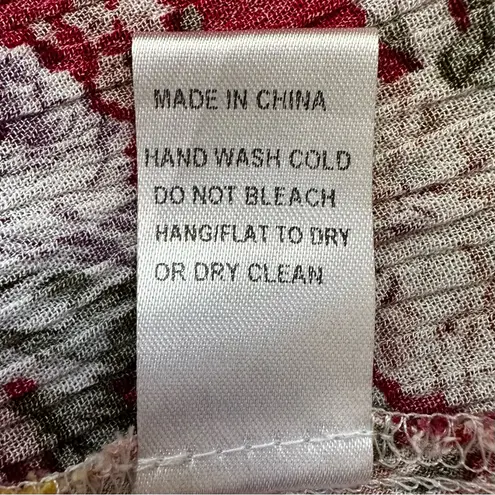 MADE IN CHINA
HAND WASH COLD
DO NOT BLEACH
HANG/FLAT TO DRY
OR DRY CLEAN